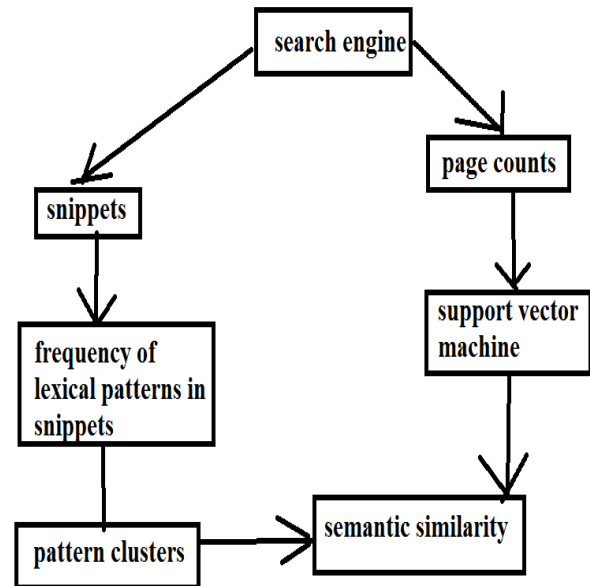 search engine
page counts
snippets
support vector
machine
frequency of
lexical patterns in
snippets
semantic similarity
pattern clusters